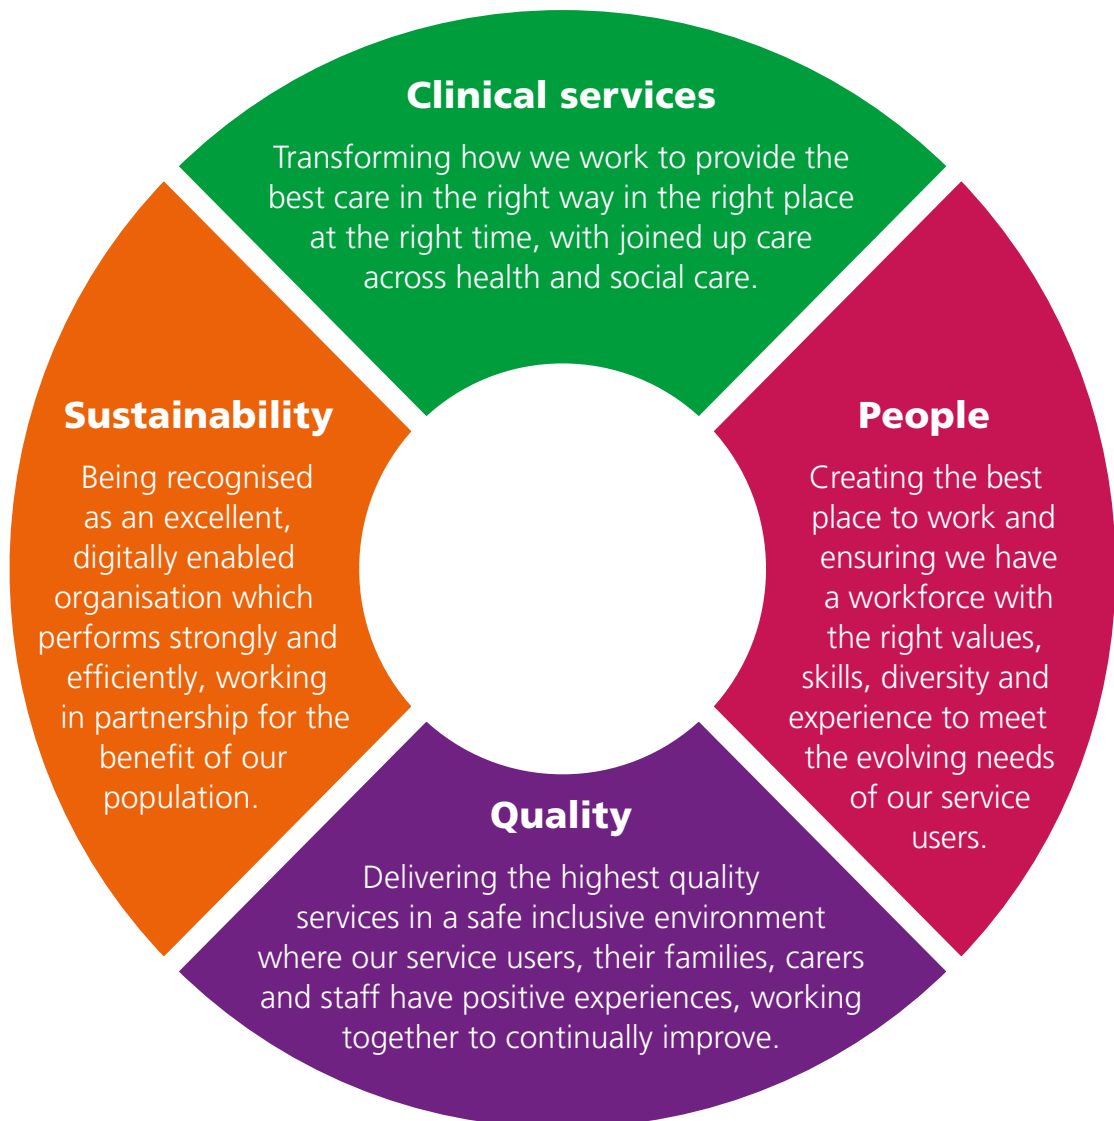 Clinical services
Transforming how we work to provide the
best care in the right way in the right place
at the right time, with joined up care
across health and social care.
Sustainability
Being recognised
as an excellent,
digitally enabled
organisation which
performs strongly and
efficiently, working
in partnership for the
benefit of our
population.
People
Creating the best
place to work and
ensuring we have
a workforce with
the right values,
skills, diversity and
experience to meet
the evolving needs
of our service
users.
Quality
Delivering the highest quality
services in a safe inclusive environment
where our service users, their families, carers
and staff have positive experiences, working
together to continually improve.